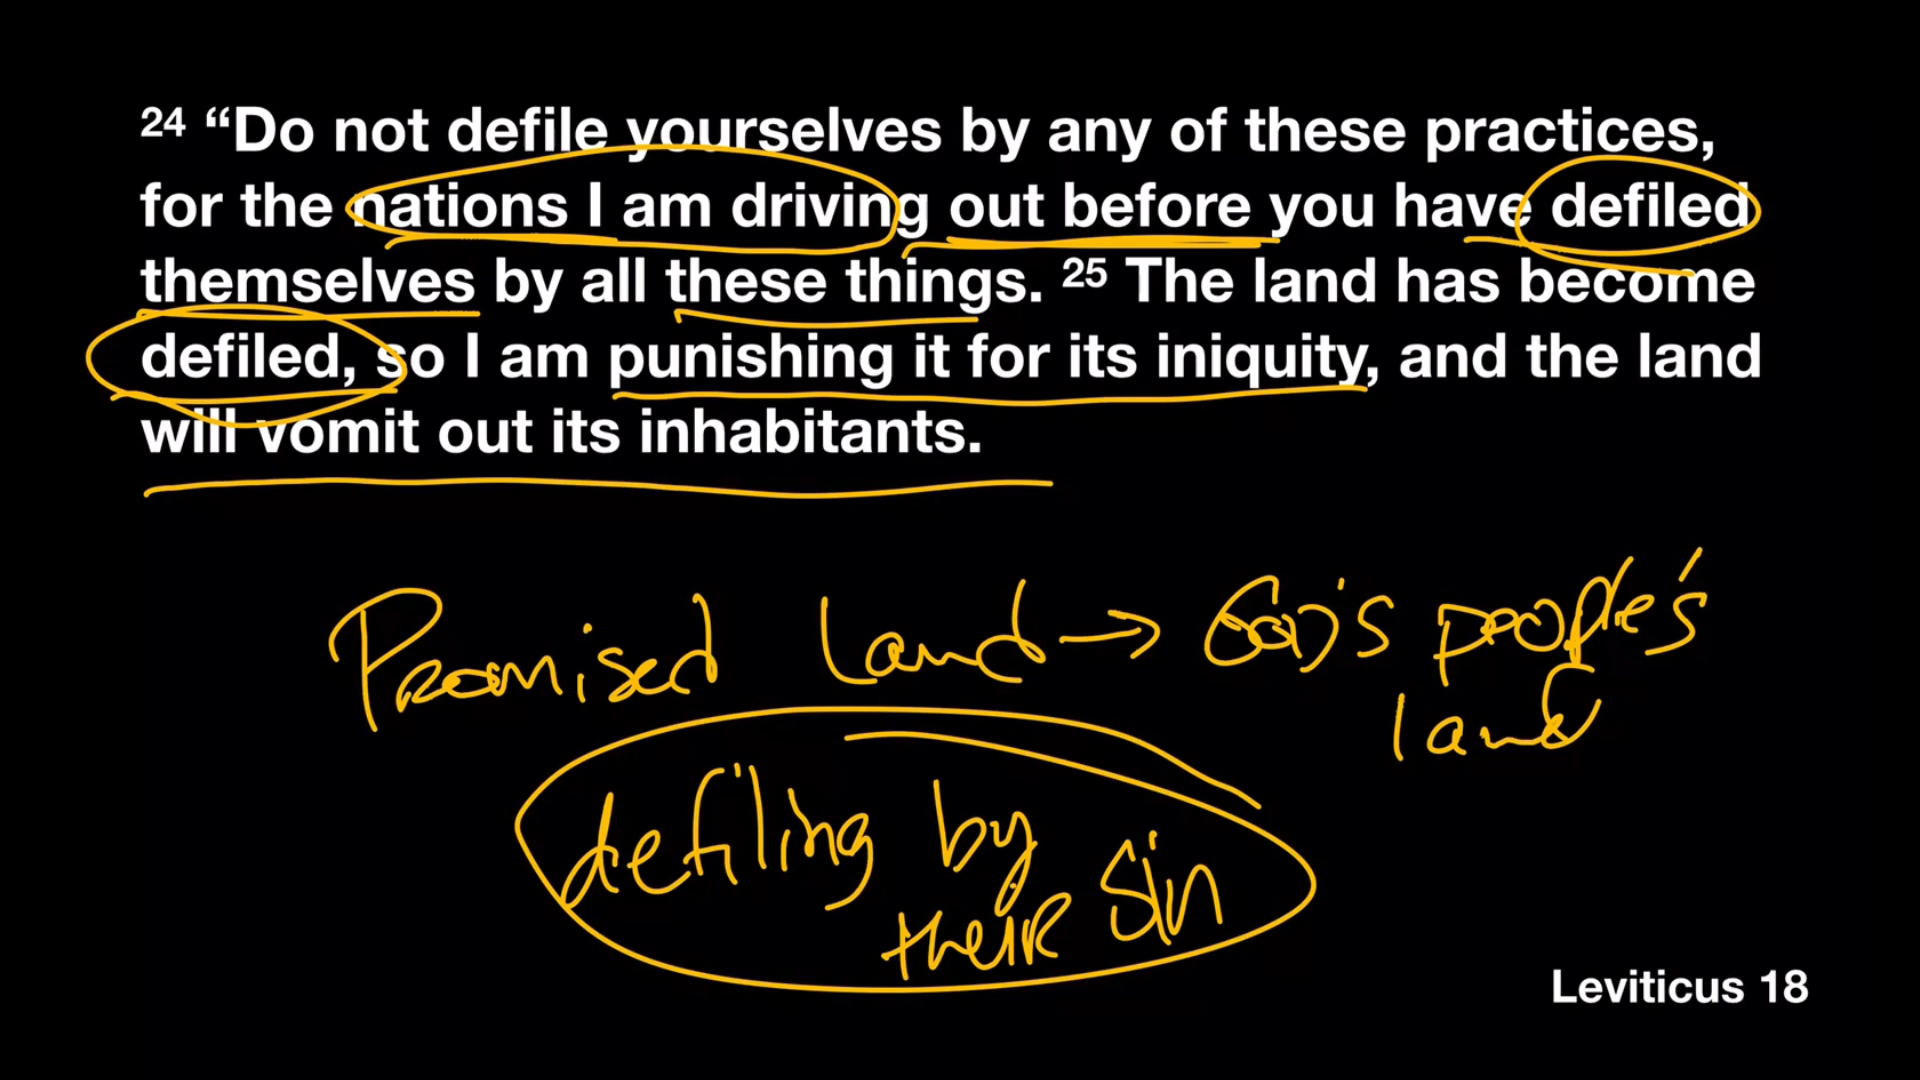 24 “Do not defile yourselves by any of these practices,
for the nations I am driving out before you have defiled
themselves by all these things. 25 The land has become
defiled, so I am punishing it for its iniquity, and the land
will vomit out its inhabitants.
Promised land → God's people's
land
defiling by
their sin
Leviticus 18